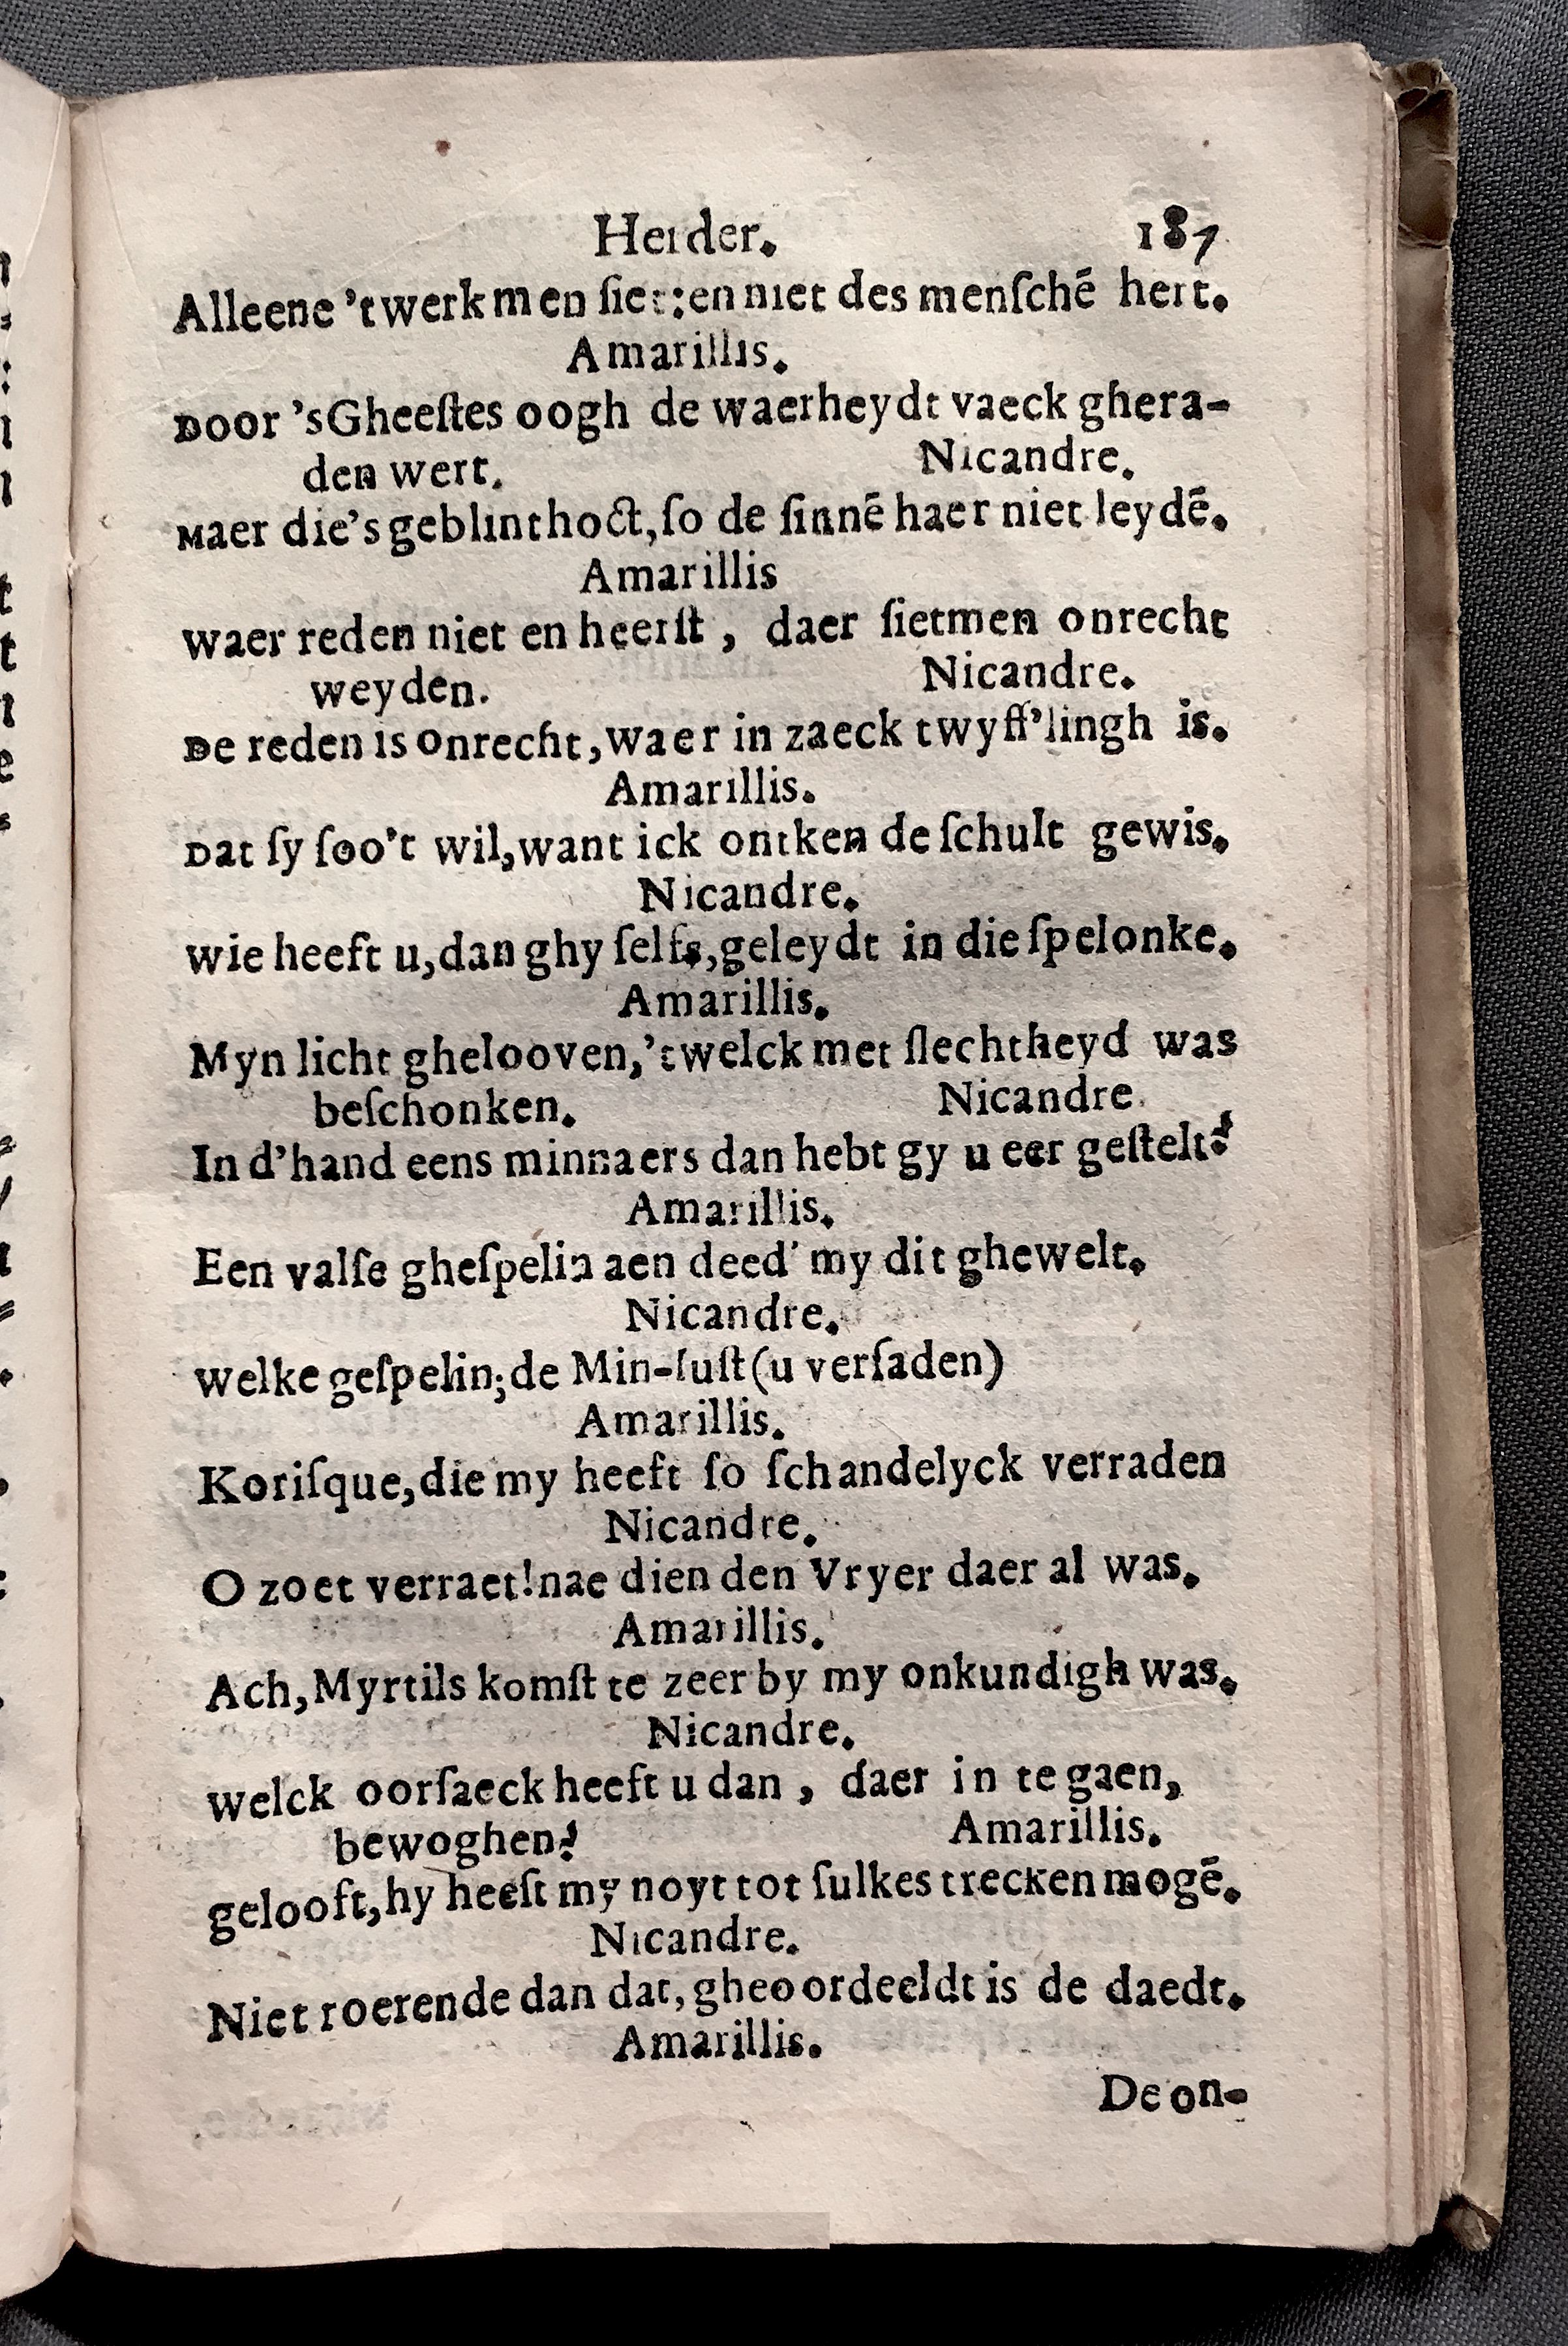 Herder. 187
Alleene 't werk men siet: en niet des menschē hert.
Amarillis.
Door 's Gheestes oogh de waerheydt vaeck ghera-
den wert. Nicandre.
Maer die's geblint hoct, so de sinnē haer niet leydē.
Amarillis
Waer reden niet en heerst, daer sietmen onrecht
weyden. Nicandre.
De reden is onrecht, waer in zaeck twyff'lingh is.
Amarillis.
Dat sy soo't wil, want ick ontken de schult gewis.
Nicandre.
Wie heeft u, dan ghy selfs, geleydt in die spelonke.
Amarillis.
Myn licht ghelooven, 't welck met slechtheyd was
beschonken. Nicandre.
In d'hand eens minnaers dan hebt gy u eer gestelt?
Amarillis.
Een valse ghespelin aen deed' my dit ghewelt.
Nicandre.
Welke gespelin; de Min-lust (u versaden)
Amarillis.
Korisque, die my heeft so schandelyck verraden
Nicandre.
O zoet verraet! nae dien den Vryer daer al was.
Amarillis.
Ach, Myrtils komst te zeer by my onkundigh was.
Nicandre.
Welck oorsaeck heeft u dan, daer in te gaen,
bewoghen? Amarillis.
gelooft, hy heest my noyt tot sulkes trecken mogē.
Nicandre.
Niet roerende dan dat, gheoordeeldt is de daedt.
Amarillis.
De on-